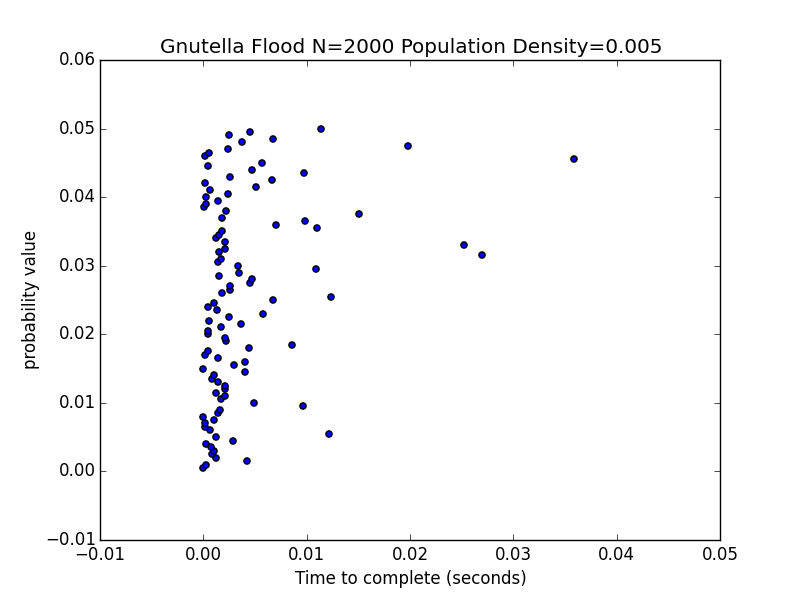 Gnutella Flood N=2000 Population Density=0.005
0.06
0.05
0.04
0.03
0.02
0.01
0.00
−0.01
probability value
−0.01 0.00 0.01 0.02 0.03 0.04 0.05
Time to complete (seconds)